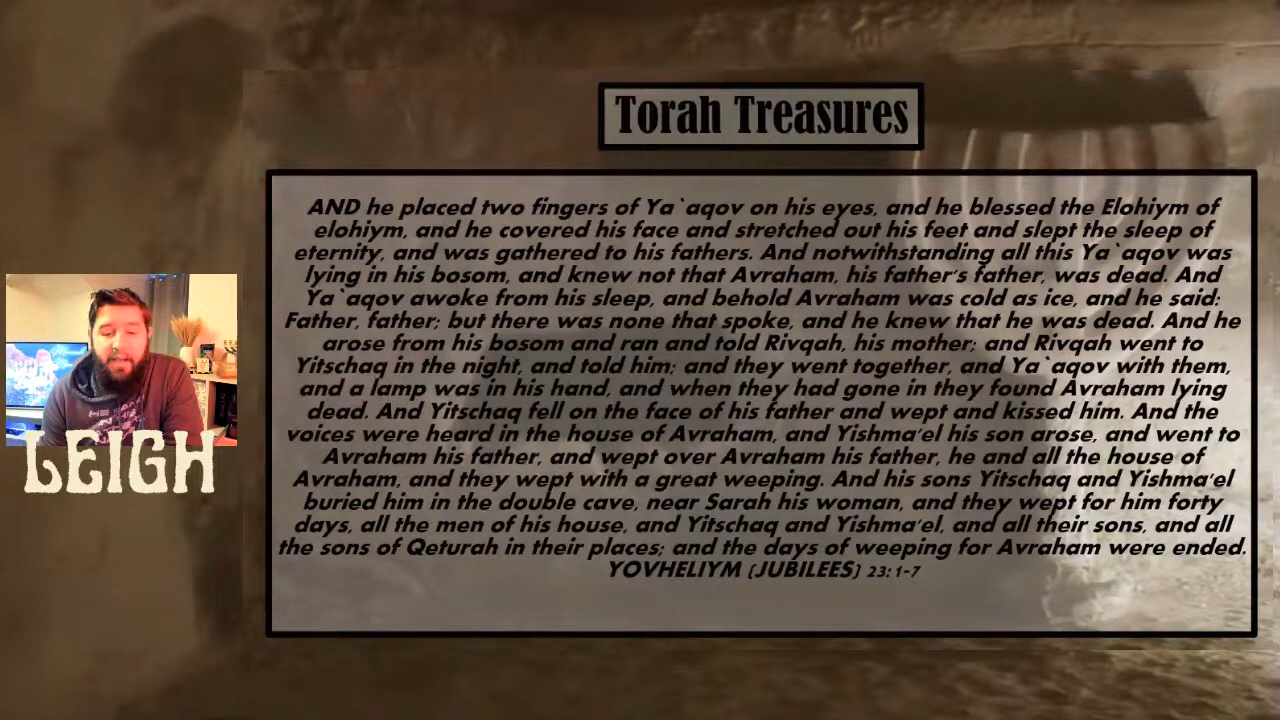 Torah Treasures
AND he placed two fingers of Ya`aqov on his eyes, and he blessed the Elohiym of
elohiym, and he covered his face and stretched out his feet and slept the sleep of
eternity, and was gathered to his fathers. And notwithstanding all this Ya`aqov was
lying in his bosom, and knew not that Avraham, his father's father, was dead. And
Ya`aqov awoke from his sleep, and behold Avraham was cold as ice, and he said:
Father, father; but there was none that spoke, and he knew that he was dead. And he
arose from his bosom and ran and told Rivqah, his mother; and Rivqah went to
Yitschaq in the night, and told him; and they went together, and Ya`aqov with them,
and a lamp was in his hand, and when they had gone in they found Avraham lying
dead. And Yitschaq fell on the face of his father and wept and kissed him. And the
voices were heard in the house of Avraham, and Yishma'el his son arose, and went to
Avraham his father, and wept over Avraham his father, he and all the house of
Avraham, and they wept with a great weeping. And his sons Yitschaq and Yishma'el
buried him in the double cave, near Sarah his woman, and they wept for him forty
days, all the men of his house, and Yitschaq and Yishma'el, and all their sons, and all
the sons of Qeturah in their places; and the days of weeping for Avraham were ended.
YOVHELIYM (JUBILEES) 23:1-7
LEIGH